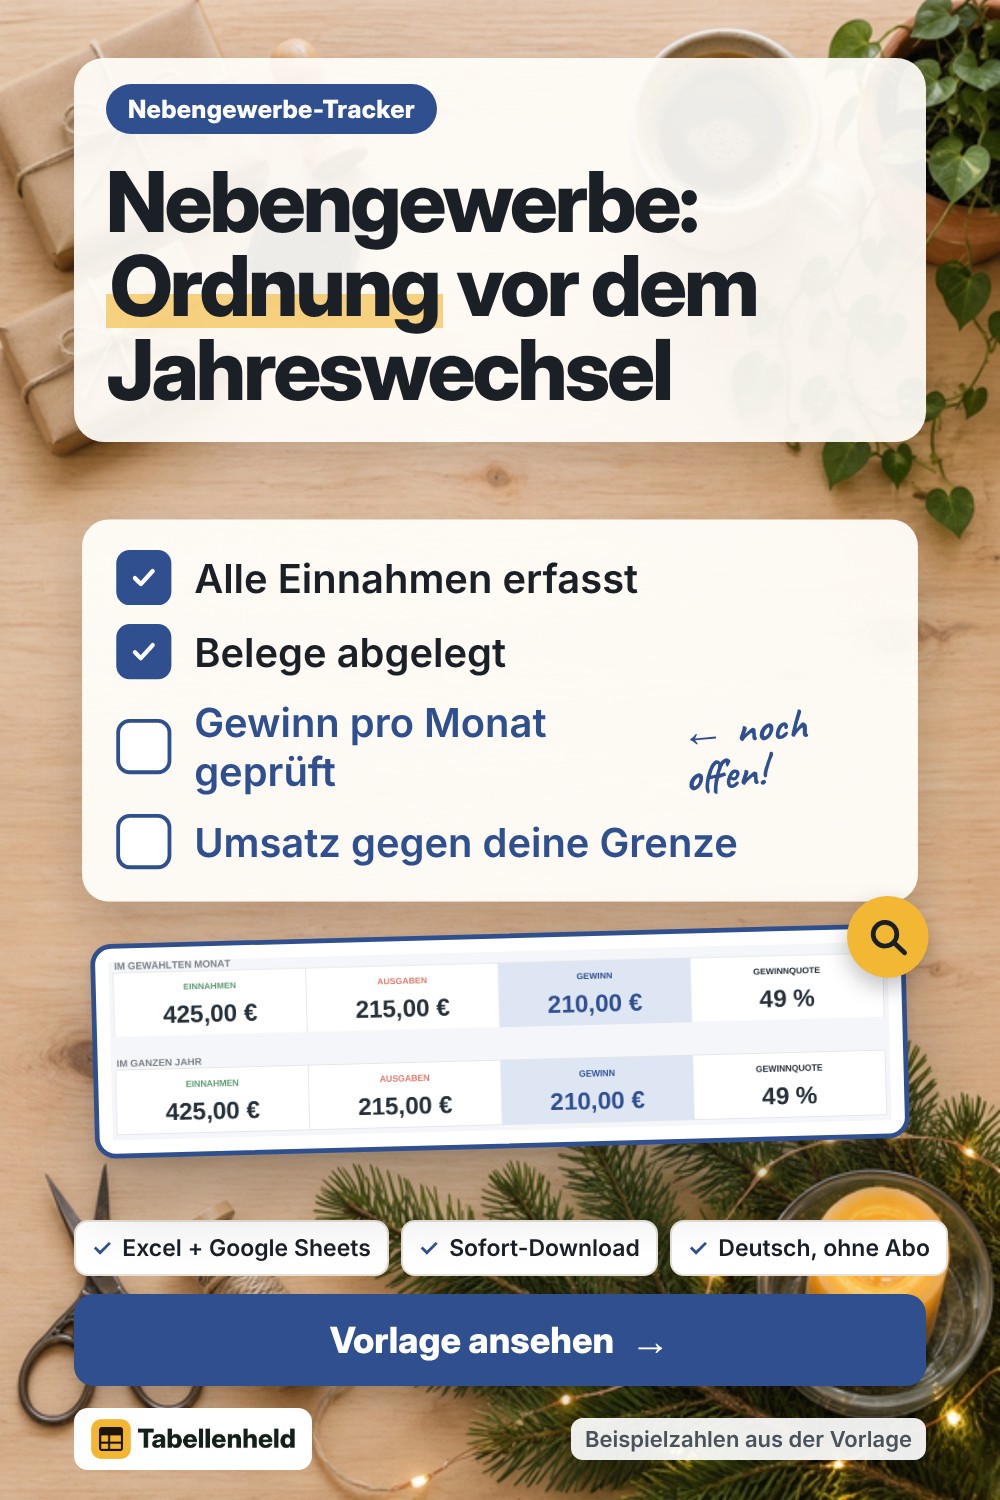 Nebengewerbe-Tracker
Nebengewerbe:
Ordnung vor dem
Jahreswechsel
Alle Einnahmen erfasst
Belege abgelegt
Gewinn pro Monat
geprüft
← noch
offen!
Umsatz gegen deine Grenze
IM GEWÄHLTEN MONAT
EINNAHMEN AUSGABEN GEWINN GEWINNQUOTE
425,00 € 215,00 € 210,00 € 49 %
IM GANZEN JAHR
EINNAHMEN AUSGABEN GEWINN GEWINNQUOTE
425,00 € 215,00 € 210,00 € 49 %
✓ Excel + Google Sheets ✓ Sofort-Download ✓ Deutsch, ohne Abo
Vorlage ansehen →
Tabellenheld
Beispielzahlen aus der Vorlage